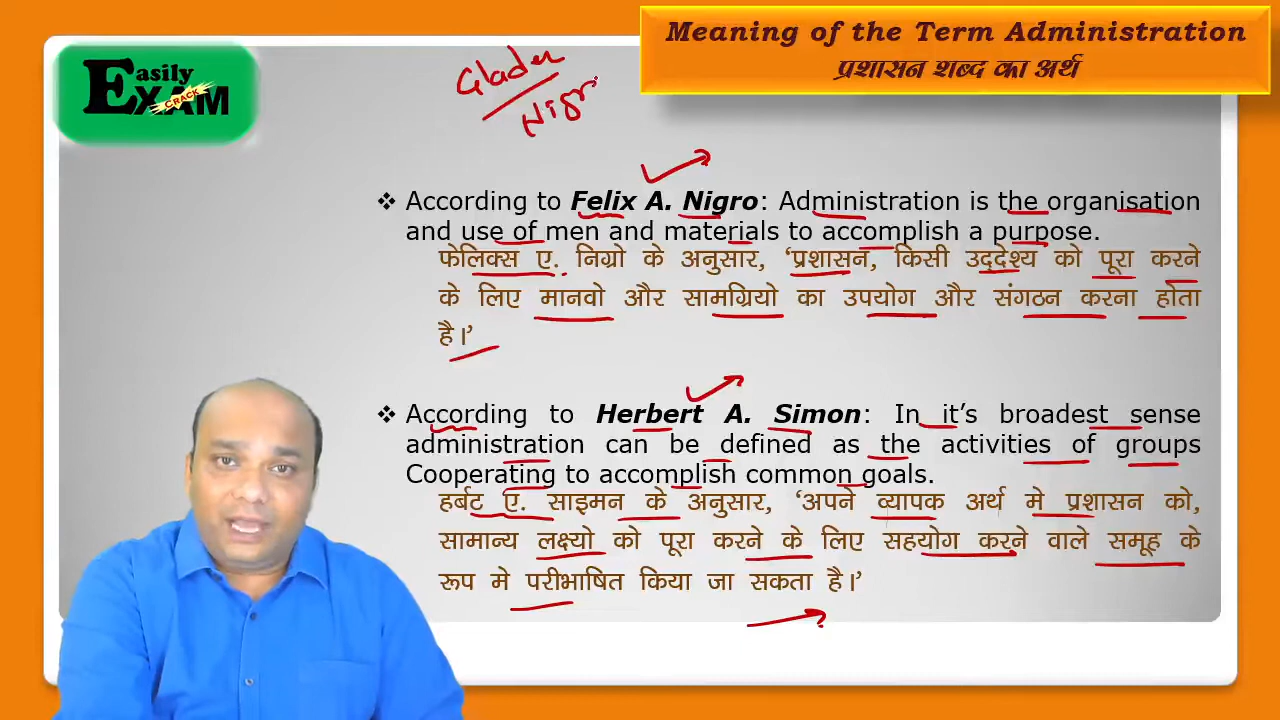 Meaning of the Term Administration
प्रशासन शब्द का अर्थ
Easily
EXAM
CRACK
Glader
Nigr
❖ According to Felix A. Nigro: Administration is the organisation
and use of men and materials to accomplish a purpose.
फेलिक्स ए. निग्रो के अनुसार, ‘प्रशासन, किसी उद्देश्य को पूरा करने
के लिए मानवो और सामग्रियो का उपयोग और संगठन करना होता
है।’
❖ According to Herbert A. Simon: In it’s broadest sense
administration can be defined as the activities of groups
Cooperating to accomplish common goals.
हर्बट ए. साइमन के अनुसार, ‘अपने व्यापक अर्थ मे प्रशासन को,
सामान्य लक्ष्यो को पूरा करने के लिए सहयोग करने वाले समूह के
रूप मे परीभाषित किया जा सकता है।’